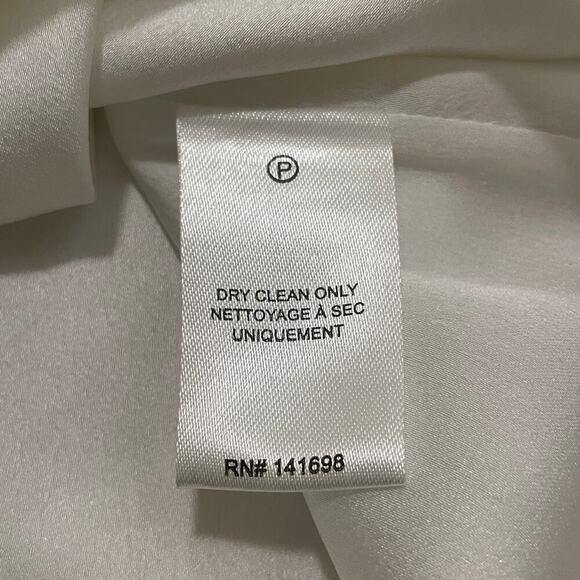 P
DRY CLEAN ONLY
NETTOYAGE À SEC
UNIQUEMENT
RN# 141698